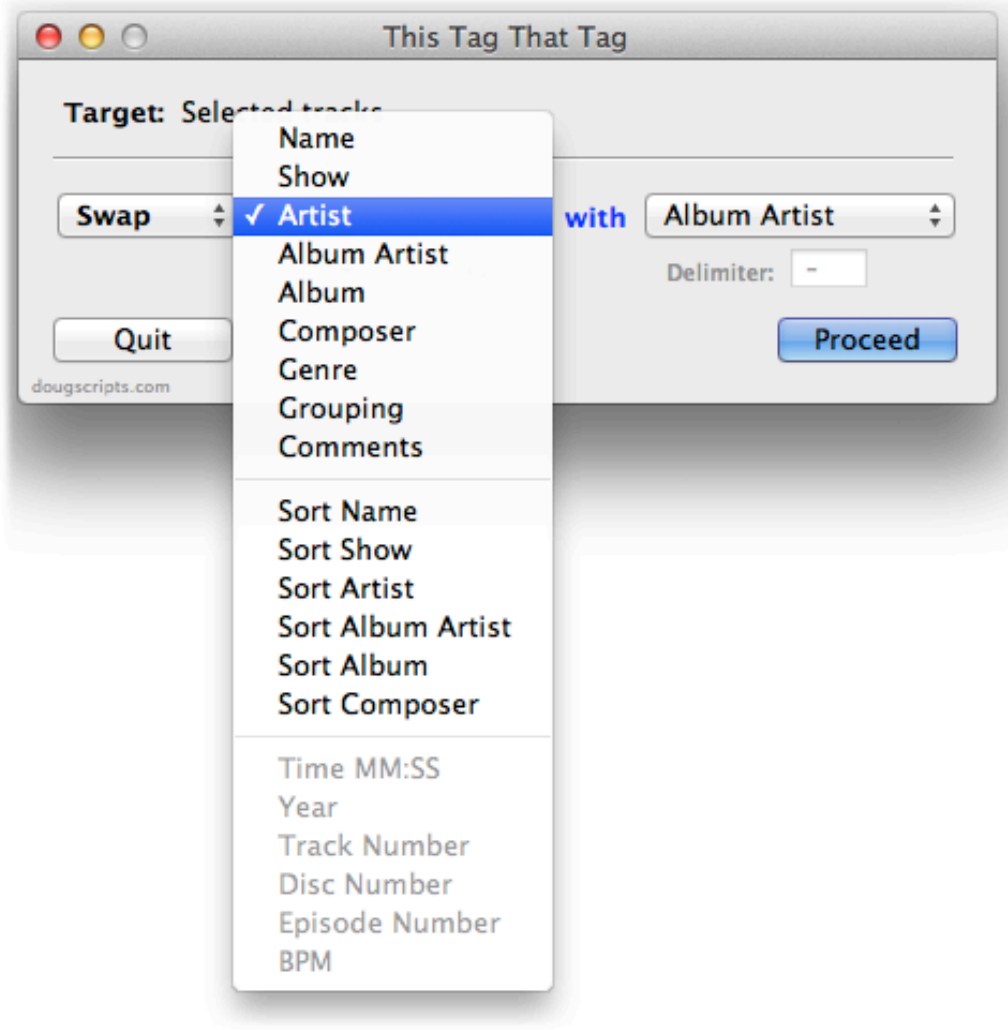 This Tag That Tag
Target: Selected tracks
Name
Show
Swap ✓ Artist with Album Artist
Album Artist
Delimiter: -
Album
Composer
Quit Proceed
Genre
dougscripts.com
Grouping
Comments
Sort Name
Sort Show
Sort Artist
Sort Album Artist
Sort Album
Sort Composer
Time MM:SS
Year
Track Number
Disc Number
Episode Number
BPM